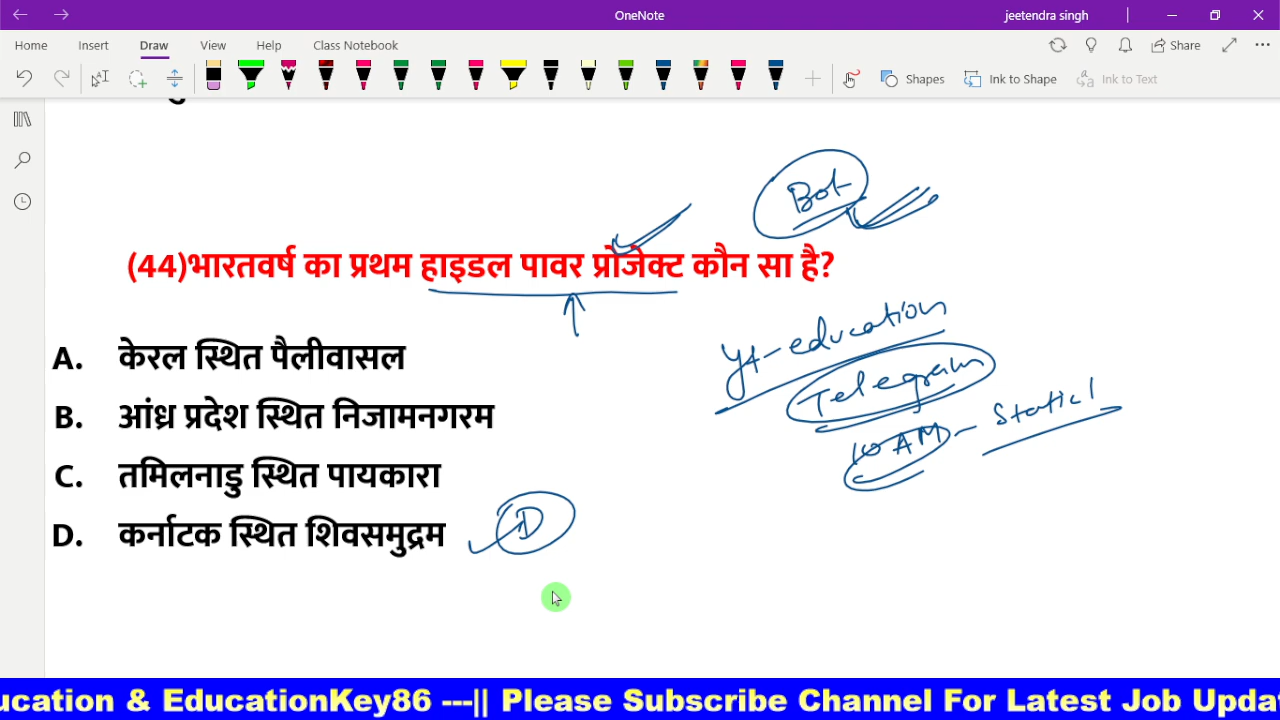 OneNote
jeetendra singh
Home Insert Draw View Help Class Notebook
Share
Shapes Ink to Shape Ink to Text
Bot
(44)भारतवर्ष का प्रथम हाइडल पावर प्रोजेक्ट कौन सा है?
A. केरल स्थित पैलीवासल
yt-education
Telegram
B. आंध्र प्रदेश स्थित निजामनगरम
10 AM - Static
C. तमिलनाडु स्थित पायकारा
D. कर्नाटक स्थित शिवसमुद्रम
D
ucation & EducationKey86 ---|| Please Subscribe Channel For Latest Job Upda